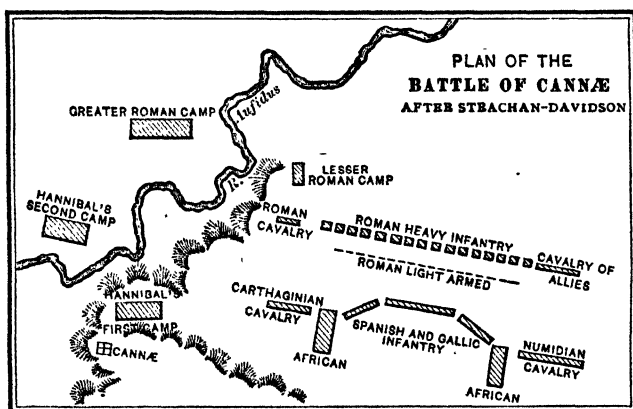 PLAN OF THE
BATTLE OF CANNÆ
AFTER STRACHAN-DAVIDSON
GREATER ROMAN CAMP
R. Aufidus
LESSER
ROMAN CAMP
HANNIBAL'S
SECOND CAMP
ROMAN
CAVALRY
ROMAN HEAVY INFANTRY
CAVALRY OF
ALLIES
ROMAN LIGHT ARMED
HANNIBAL'S
FIRST CAMP
CARTHAGINIAN
CAVALRY
SPANISH AND GALLIC
INFANTRY
NUMIDIAN
CAVALRY
CANNÆ
AFRICAN
AFRICAN